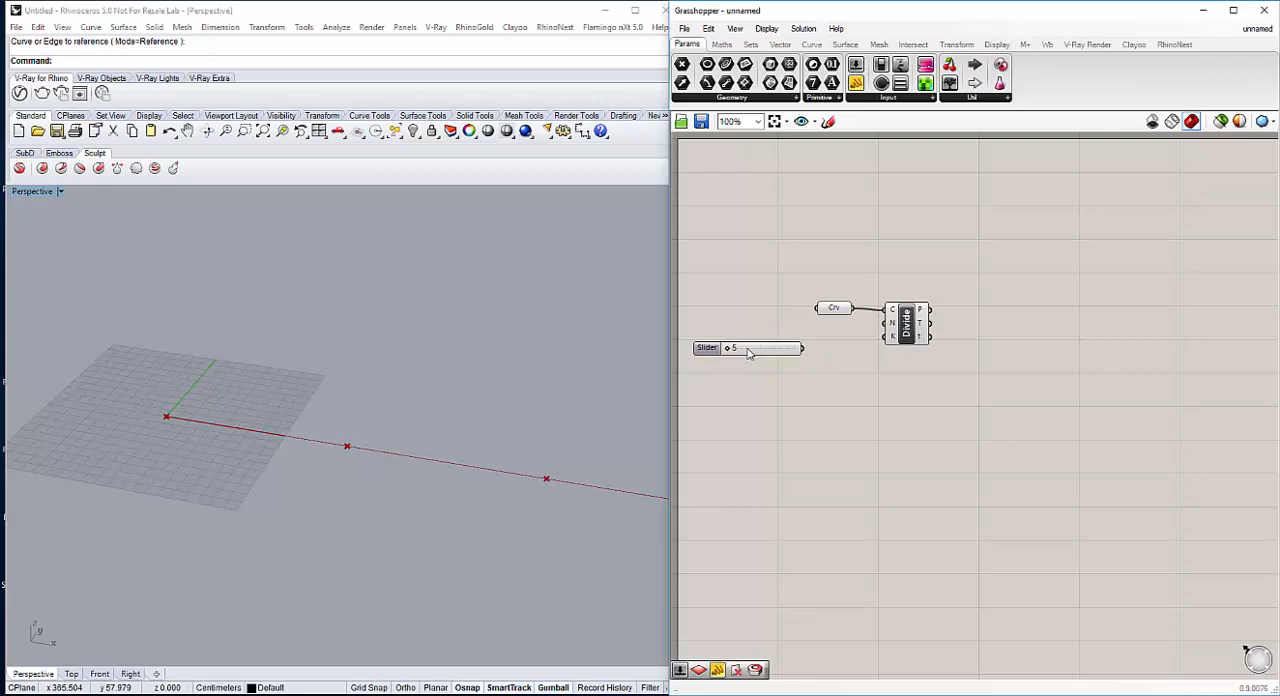 Untitled - Rhinoceros 5.0 Not For Resale Lab - [Perspective]
File Edit View Curve Surface Solid Mesh Dimension Transform Tools Analyze Render Panels V-Ray RhinoGold Clayoo RhinoNest Flamingo nXt 5.0 Help
Curve or Edge to reference ( Mode=Reference ):
Command:
V-Ray for Rhino V-Ray Objects V-Ray Lights V-Ray Extra
Standard CPlanes Set View Display Select Viewport Layout Visibility Transform Curve Tools Surface Tools Solid Tools Mesh Tools Render Tools Drafting
SubD Emboss Sculpt
Perspective
z
y
x
Perspective Top Front Right
CPlane x 365.504 y 57.979 z 0.000 Centimeters Default Grid Snap Ortho Planar Osnap SmartTrack Gumball Record History Filter
Grasshopper - unnamed
File Edit View Display Solution Help unnamed
Params Maths Sets Vector Curve Surface Mesh Intersect Transform Display M+ Wb V-Ray Render Clayoo RhinoNest
Geometry + Primitive + Input + Util
100%
Crv
C P
N Divide T
K t
Slider 5
0.9.0076